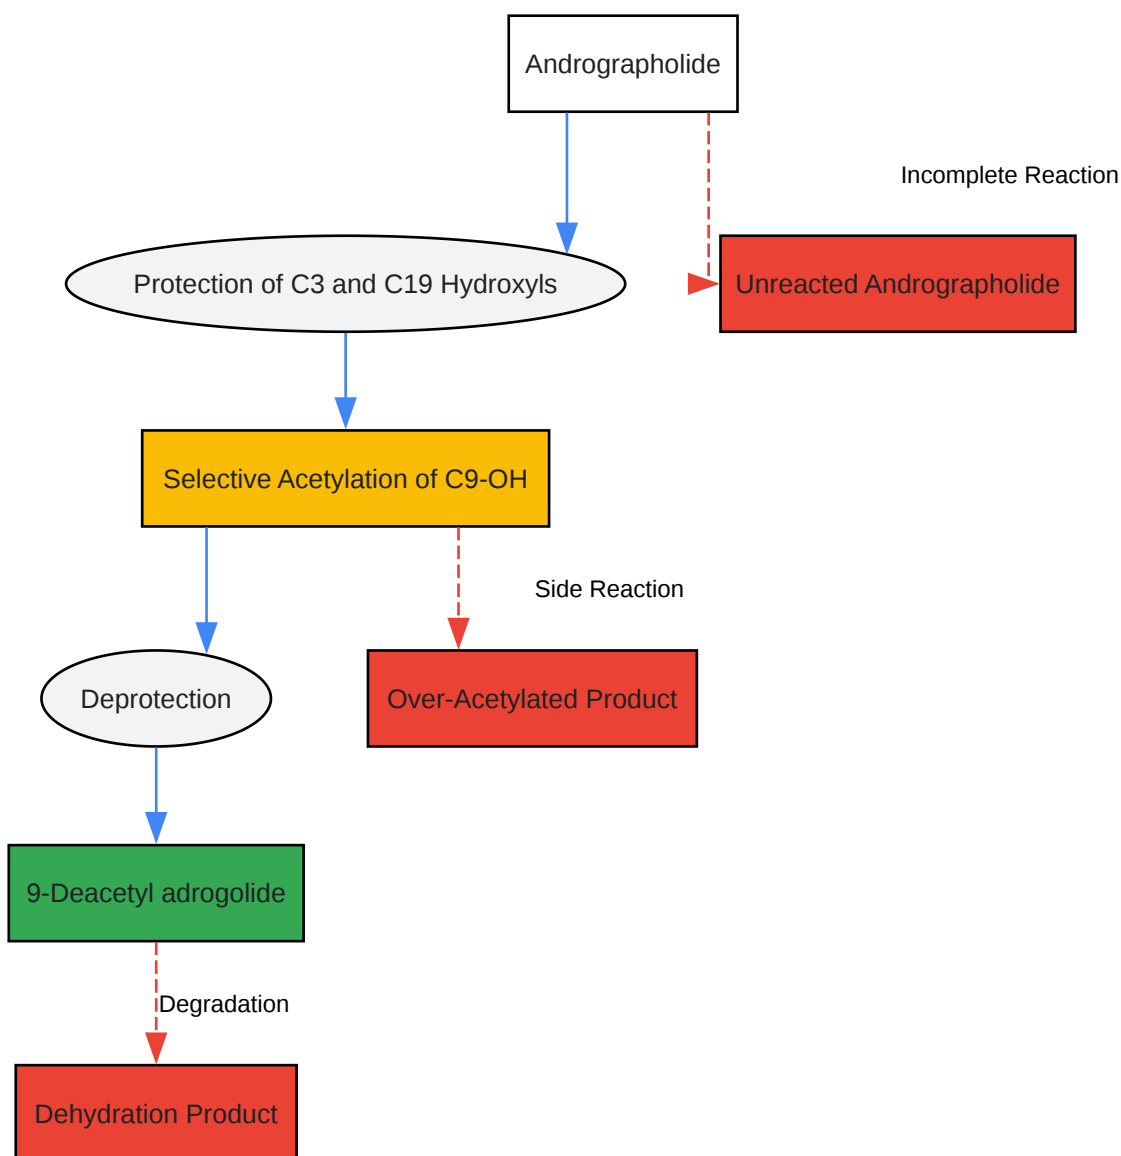 Andrographolide
Incomplete Reaction
Protection of C3 and C19 Hydroxyls
Unreacted Andrographolide
Selective Acetylation of C9-OH
Side Reaction
Deprotection
Over-Acetylated Product
9-Deacetyl adrogolide
Degradation
Dehydration Product